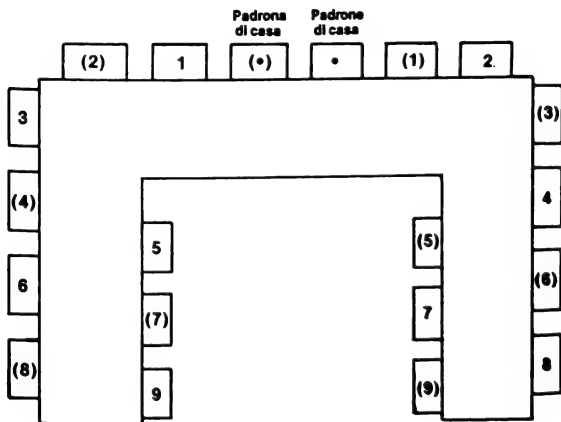 Padrona Padrone
di casa di casa
(2) 1 (•) • (1) 2.
3 (3)
(4) 4
5 (5)
6 (6)
(7) 7
(8) 8
9 (9)